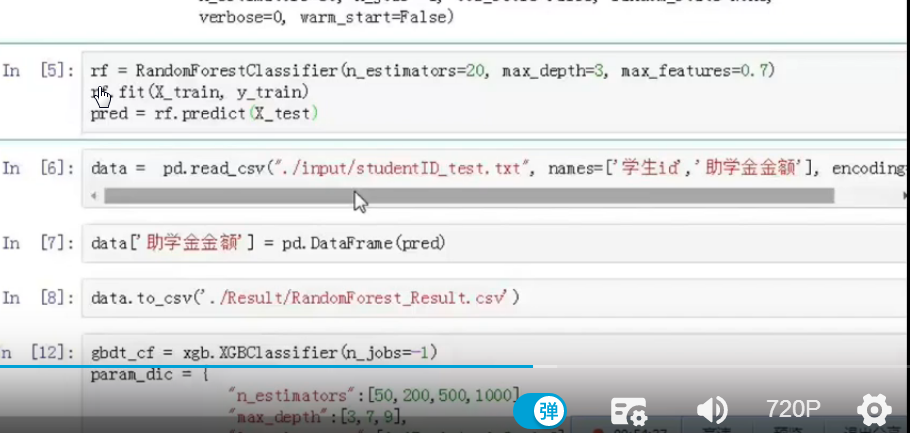 verbose=0, warm_start=False)
In [5]: rf = RandomForestClassifier(n_estimators=20, max_depth=3, max_features=0.7)
rf.fit(X_train, y_train)
pred = rf.predict(X_test)
In [6]: data = pd.read_csv("./input/studentID_test.txt", names=['学生id','助学金金额'], encoding
In [7]: data['助学金金额'] = pd.DataFrame(pred)
In [8]: data.to_csv('./Result/RandomForest_Result.csv')
n [12]: gbdt_cf = xgb.XGBClassifier(n_jobs=-1)
param_dic = {
"n_estimators":[50,200,500,1000]
"max_depth":[3,7,9],
弹
720P